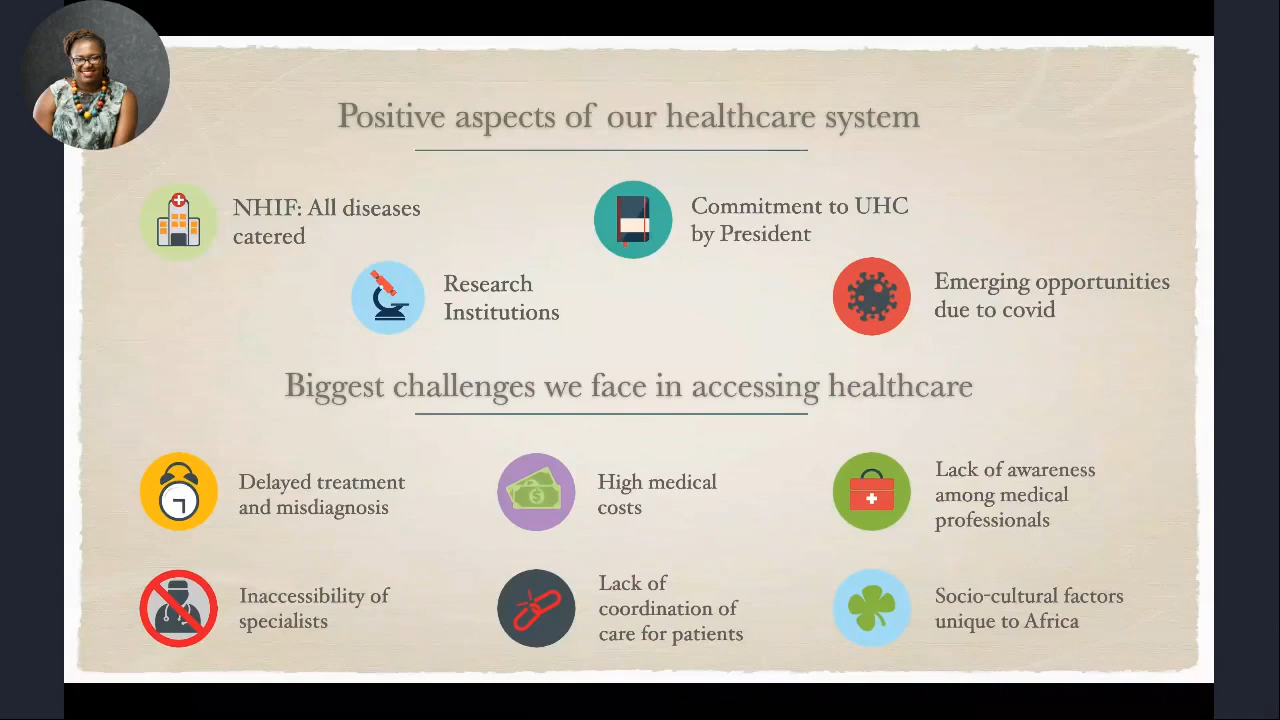 Positive aspects of our healthcare system
NHIF: All diseases
catered
Commitment to UHC
by President
Research
Institutions
Emerging opportunities
due to covid
Biggest challenges we face in accessing healthcare
Delayed treatment
and misdiagnosis
High medical
costs
Lack of awareness
among medical
professionals
Inaccessibility of
specialists
Lack of
coordination of
care for patients
Socio-cultural factors
unique to Africa